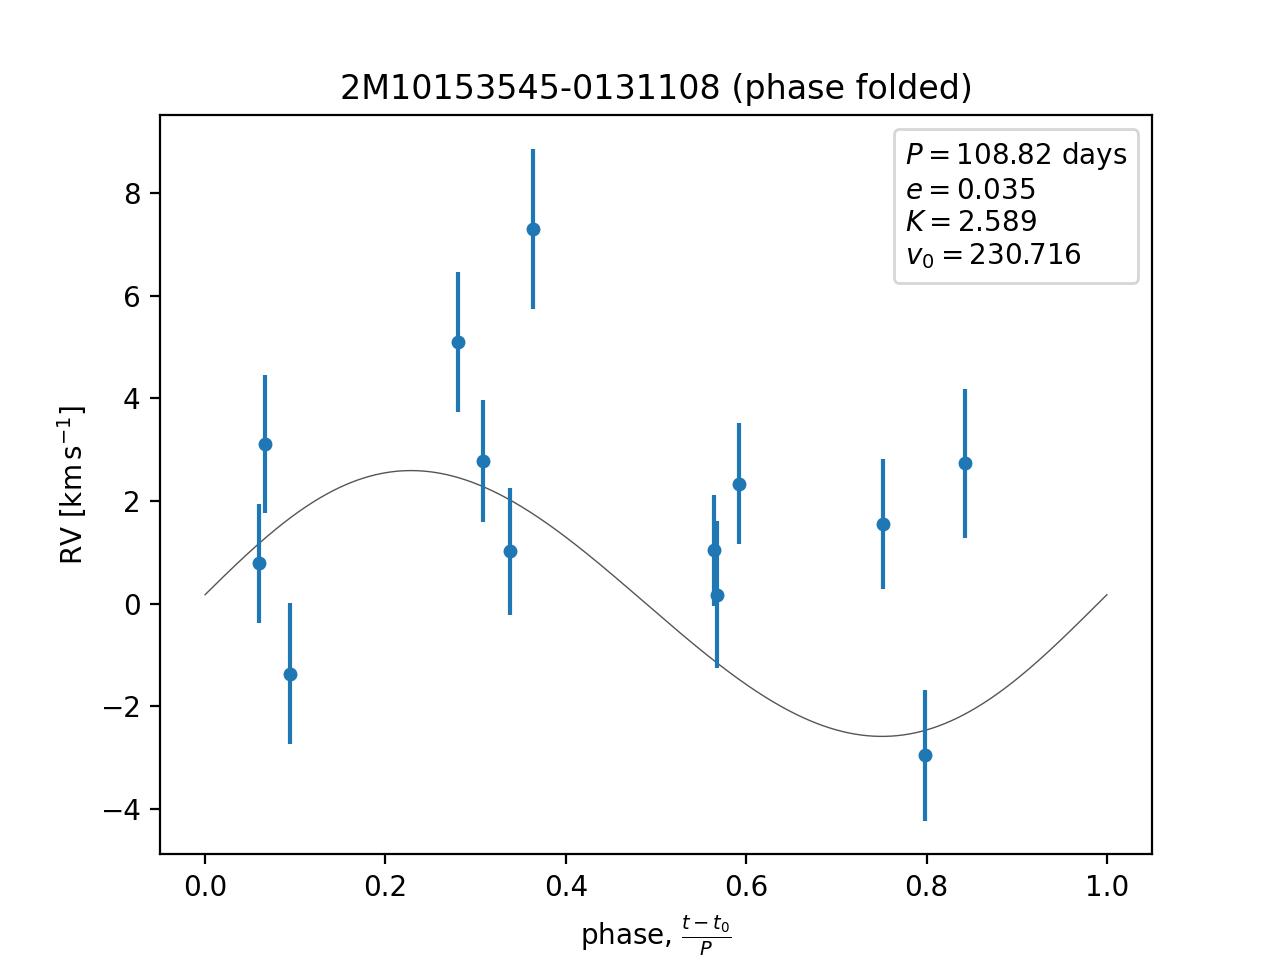 2M10153545-0131108 (phase folded)
P = 108.82 days
e = 0.035
K = 2.589
v₀ = 230.716
RV [km s⁻¹]
8
6
4
2
0
−2
−4
0.0 0.2 0.4 0.6 0.8 1.0
phase, (t − t₀)/P